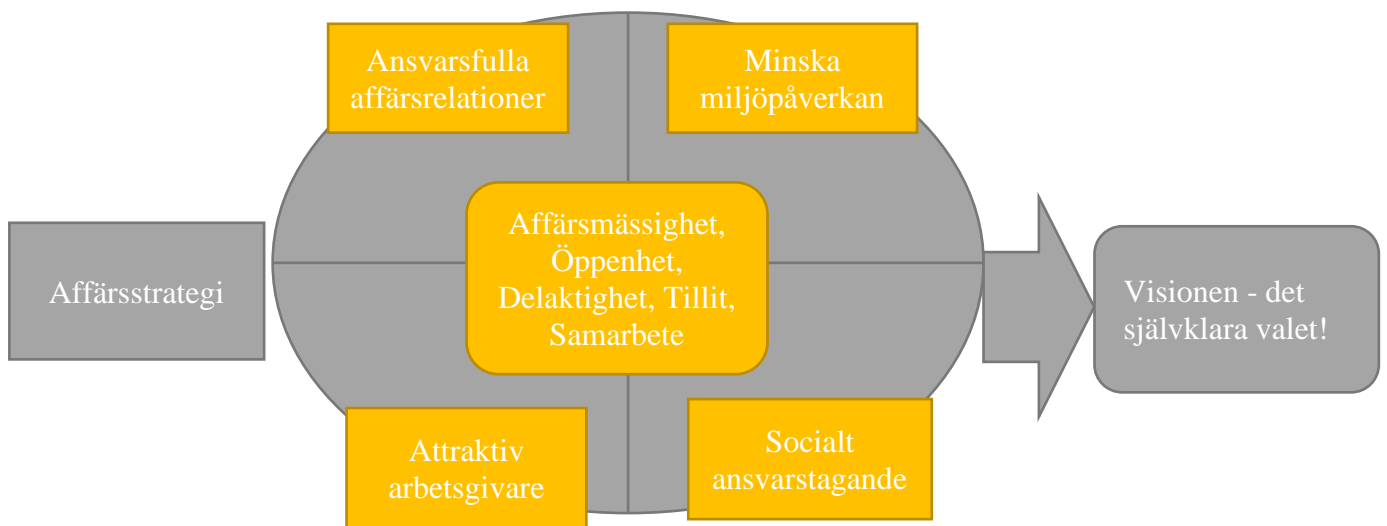 Ansvarsfulla
affärsrelationer
Minska
miljöpåverkan
Affärsstrategi
Affärsmässighet,
Öppenhet,
Delaktighet, Tillit,
Samarbete
Visionen - det
självklara valet!
Attraktiv
arbetsgivare
Socialt
ansvarstagande